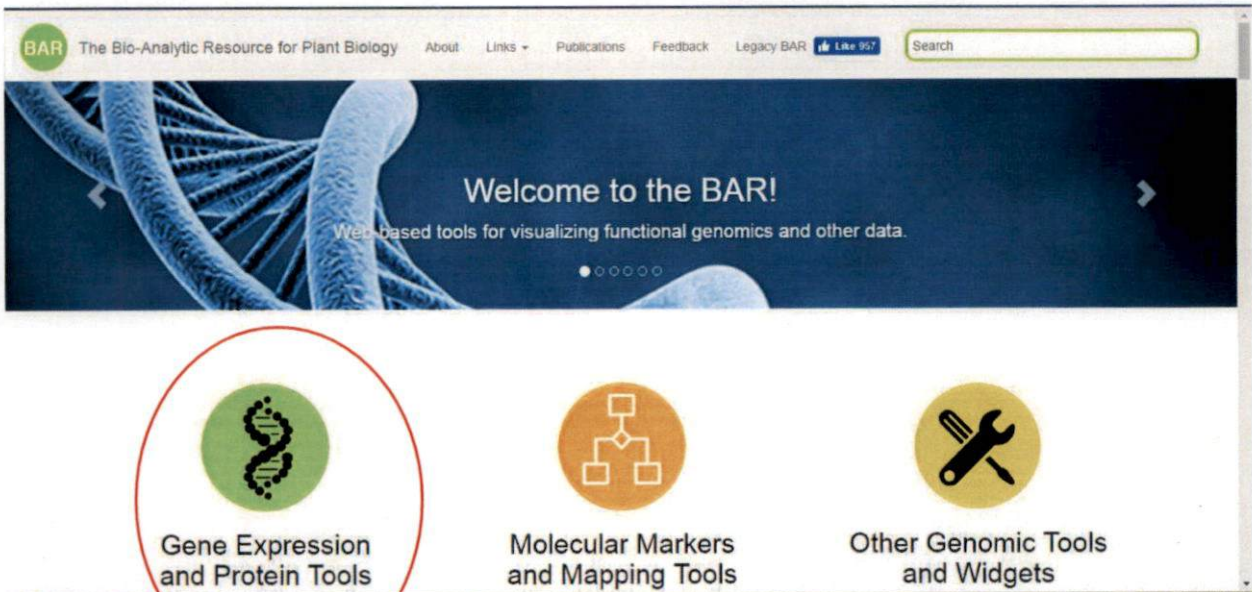 BAR The Bio-Analytic Resource for Plant Biology About Links Publications Feedback Legacy BAR Like 957 Search
Welcome to the BAR!
Web-based tools for visualizing functional genomics and other data.
Gene Expression
and Protein Tools
Molecular Markers
and Mapping Tools
Other Genomic Tools
and Widgets